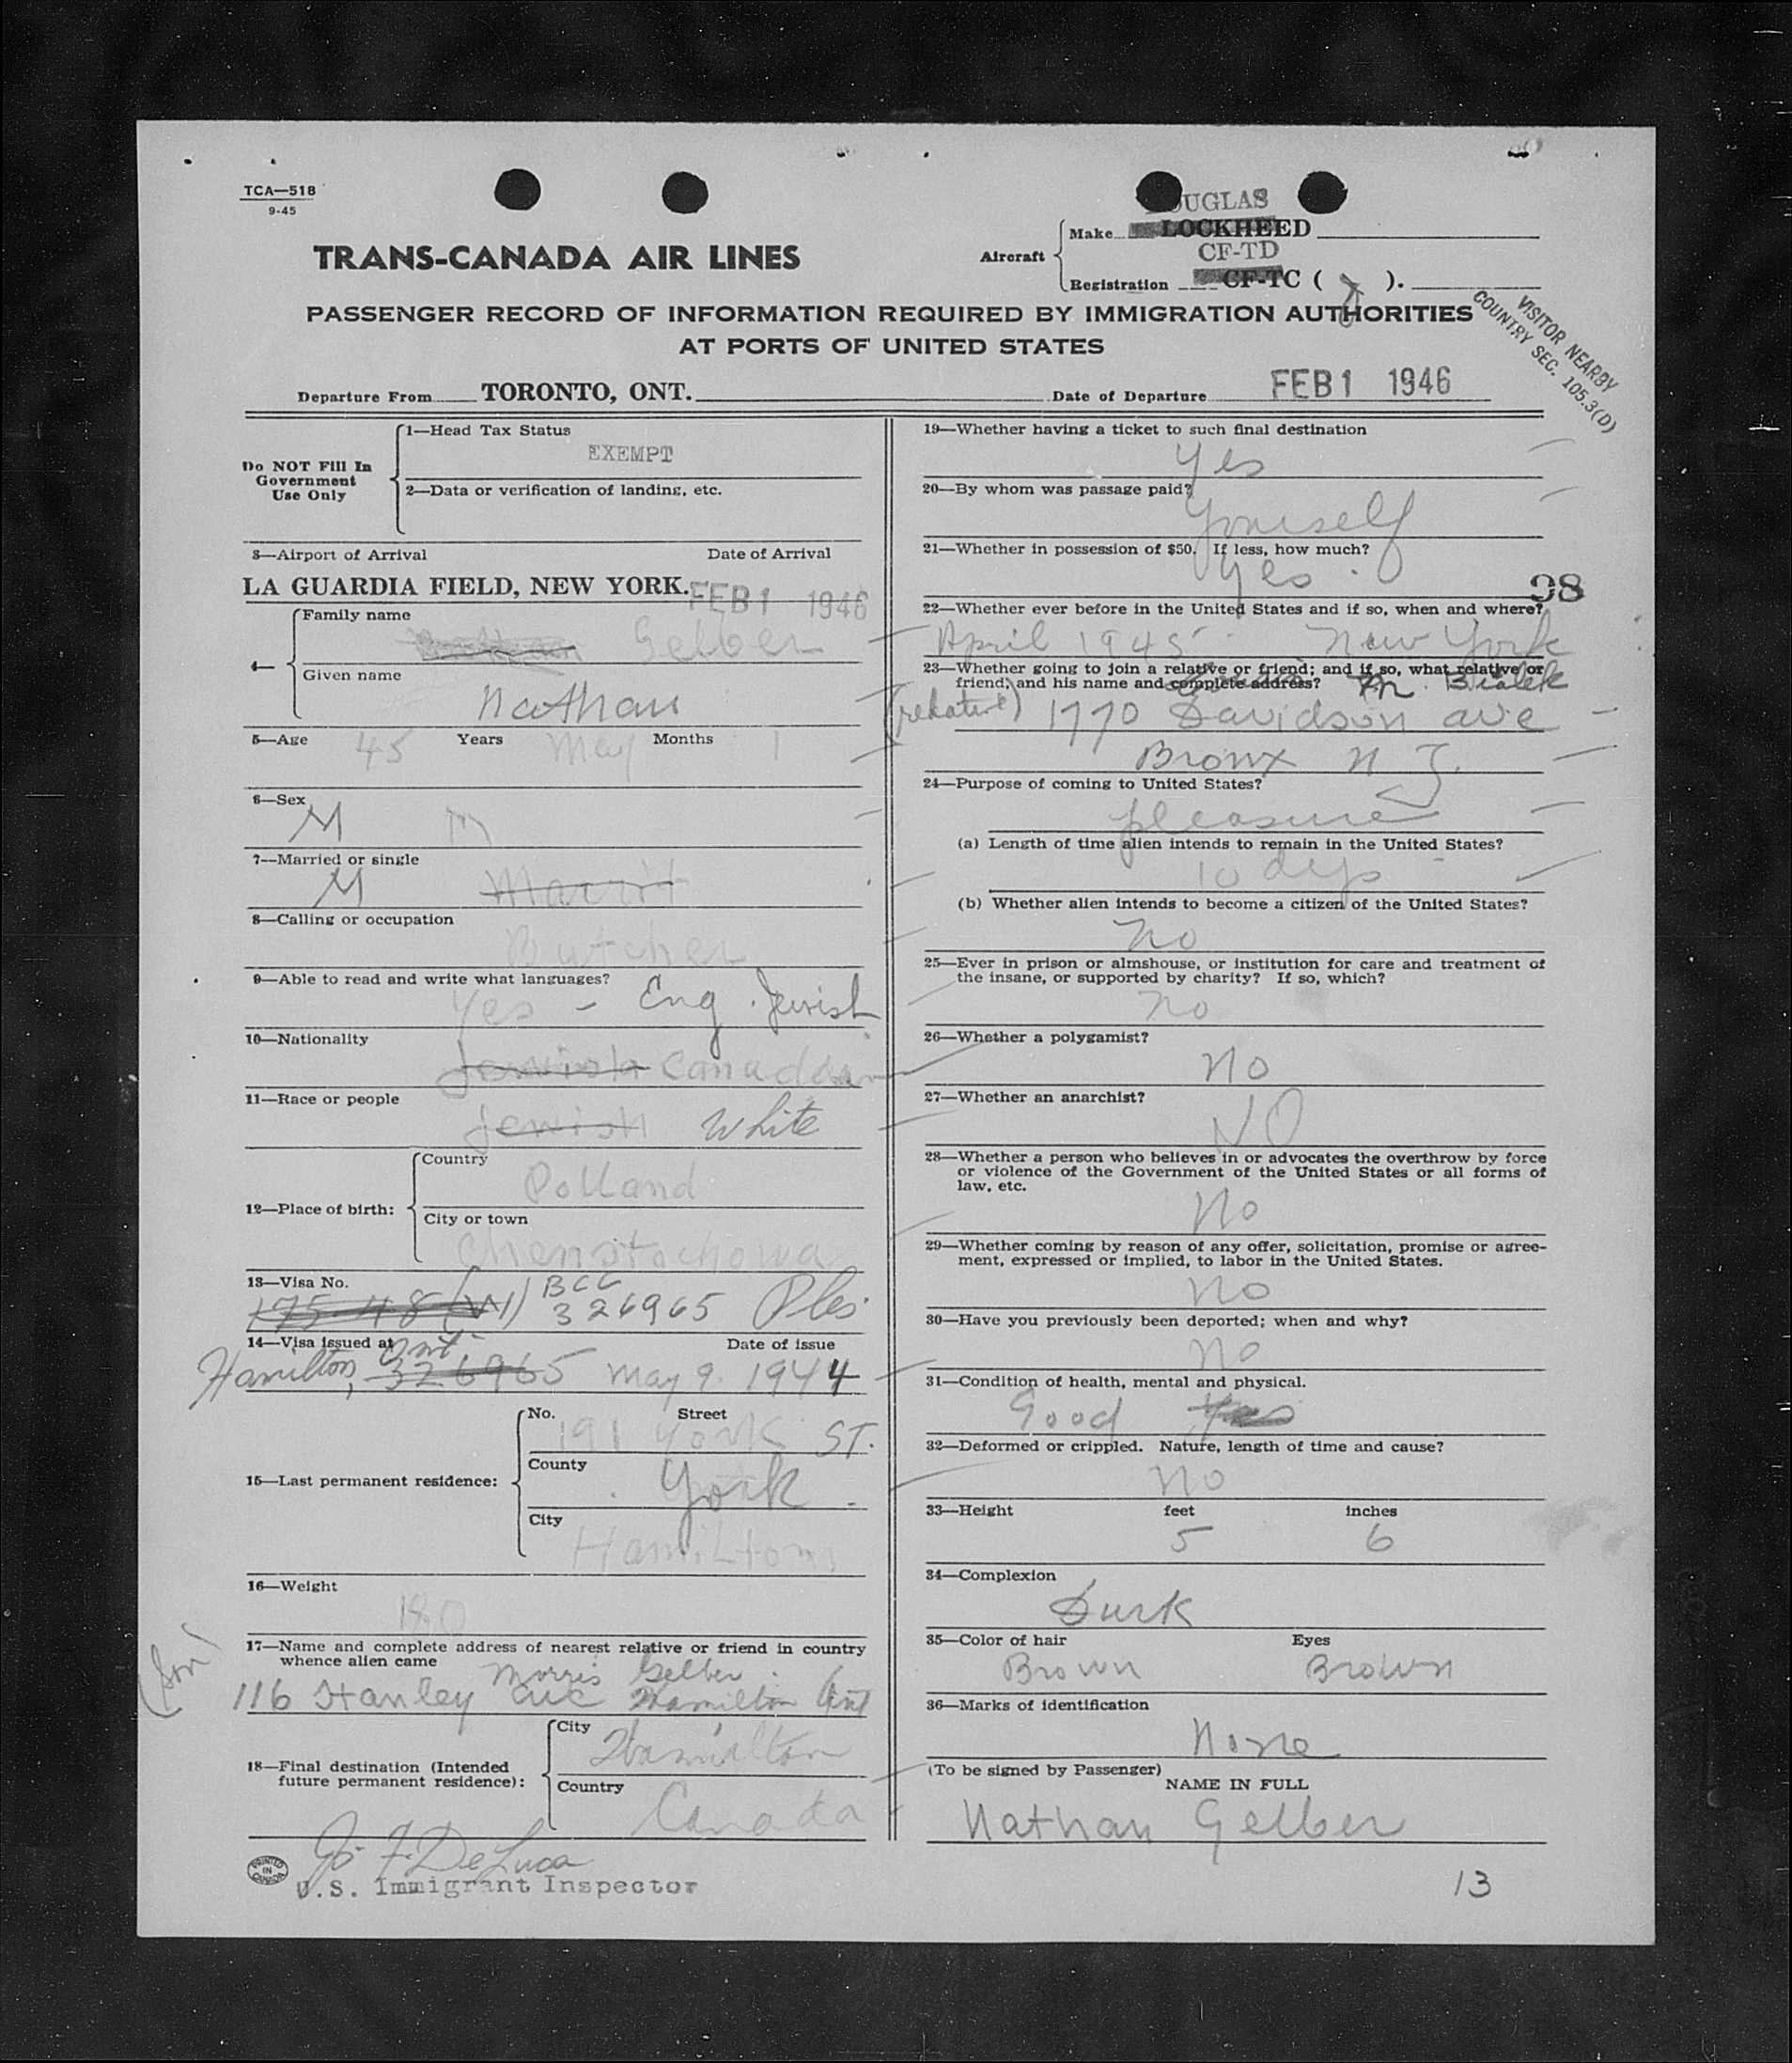 TCA—518
9-45
TRANS-CANADA AIR LINES
UGLAS
Aircraft
Make LOCKHEED
CF-TD
Registration CF-TC ( ).
PASSENGER RECORD OF INFORMATION REQUIRED BY IMMIGRATION AUTHORITIES
AT PORTS OF UNITED STATES
VISITOR NEARBY
COUNTRY SEC. 105.3(D)
Departure From TORONTO, ONT. Date of Departure FEB 1 1946
Do NOT Fill In
Government
Use Only
1—Head Tax Status
EXEMPT
2—Data or verification of landing, etc.
3—Airport of Arrival Date of Arrival
LA GUARDIA FIELD, NEW YORK. FEB 1 1946
4—
Family name
Gelber
Given name
Nathan
5—Age 45 Years May Months 1
6—Sex
M M
7—Married or single
M
8—Calling or occupation
Butcher
9—Able to read and write what languages?
Yes - Eng. Jewish
10—Nationality
Jewish Canadian
11—Race or people
Jewish White
12—Place of birth:
Country
Polland
City or town
Chenstochowa
13—Visa No.
175-48 (VI) BCC
326965
14—Visa issued at Date of issue
Hamilton, Ont 326965 May 9. 1944
15—Last permanent residence:
No. Street
191 York ST.
County
York
City
Hamilton
16—Weight
180
17—Name and complete address of nearest relative or friend in country
whence alien came
(Son) Morris Gelber
116 Stanley ave Hamilton Ont
18—Final destination (Intended
future permanent residence):
City
Hamilton
Country
Canada
De Luca
U.S. Immigrant Inspector
PRINTED
IN
CANADA
19—Whether having a ticket to such final destination
Yes
20—By whom was passage paid?
Yourself
21—Whether in possession of $50. If less, how much?
Yes
98
22—Whether ever before in the United States and if so, when and where?
April 1945 New York
23—Whether going to join a relative or friend; and if so, what relative or
friend; and his name and complete address? M. Bialek
(relative) 1770 Davidson ave
Bronx N Y.
24—Purpose of coming to United States?
pleasure
(a) Length of time alien intends to remain in the United States?
10 dys
(b) Whether alien intends to become a citizen of the United States?
No
25—Ever in prison or almshouse, or institution for care and treatment of
the insane, or supported by charity? If so, which?
No
26—Whether a polygamist?
No
27—Whether an anarchist?
NO
28—Whether a person who believes in or advocates the overthrow by force
or violence of the Government of the United States or all forms of
law, etc.
No
29—Whether coming by reason of any offer, solicitation, promise or agree-
ment, expressed or implied, to labor in the United States.
No
30—Have you previously been deported; when and why?
No
31—Condition of health, mental and physical.
Good Yes
32—Deformed or crippled. Nature, length of time and cause?
No
33—Height feet inches
5 6
34—Complexion
Durk
35—Color of hair Eyes
Brown Brown
36—Marks of identification
None
(To be signed by Passenger)
NAME IN FULL
Nathan Gelber
13